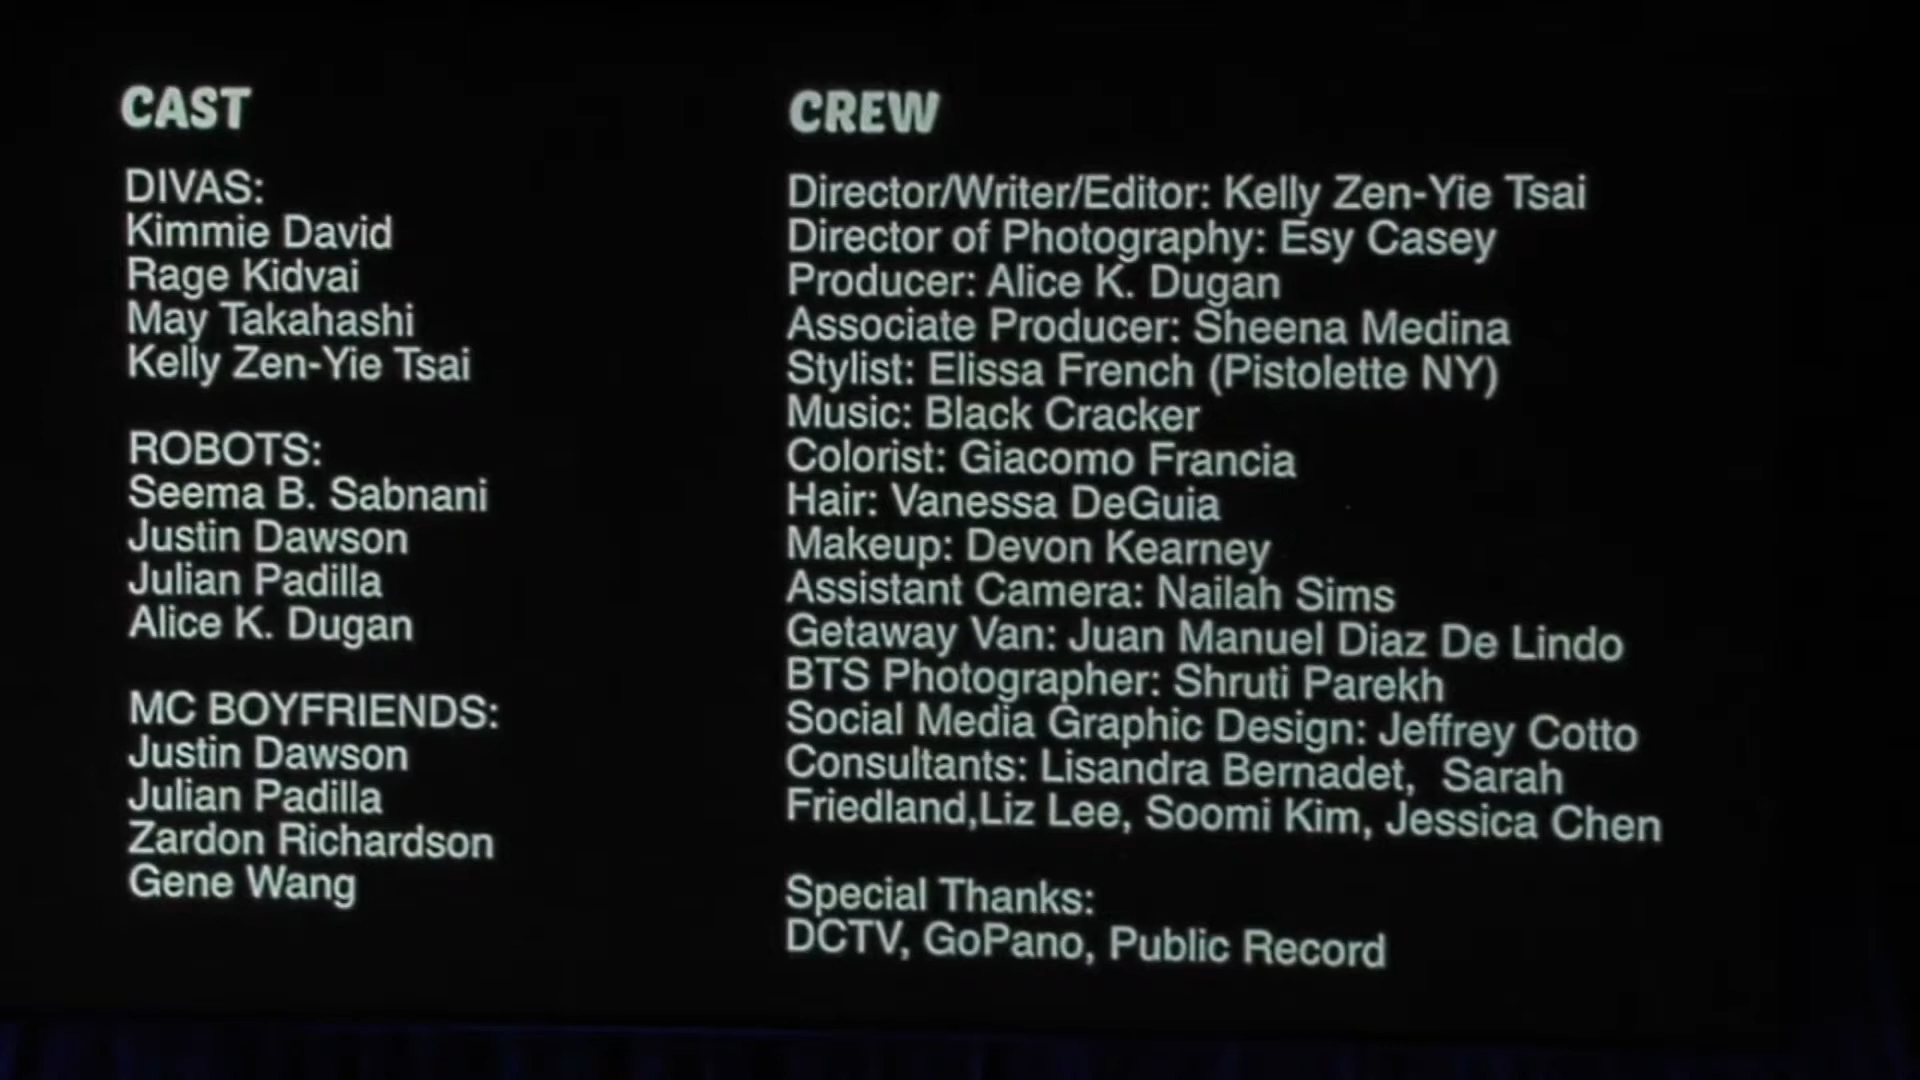 CAST
DIVAS:
Kimmie David
Rage Kidvai
May Takahashi
Kelly Zen-Yie Tsai
ROBOTS:
Seema B. Sabnani
Justin Dawson
Julian Padilla
Alice K. Dugan
MC BOYFRIENDS:
Justin Dawson
Julian Padilla
Zardon Richardson
Gene Wang
CREW
Director/Writer/Editor: Kelly Zen-Yie Tsai
Director of Photography: Esy Casey
Producer: Alice K. Dugan
Associate Producer: Sheena Medina
Stylist: Elissa French (Pistolette NY)
Music: Black Cracker
Colorist: Giacomo Francia
Hair: Vanessa DeGuia
Makeup: Devon Kearney
Assistant Camera: Nailah Sims
Getaway Van: Juan Manuel Diaz De Lindo
BTS Photographer: Shruti Parekh
Social Media Graphic Design: Jeffrey Cotto
Consultants: Lisandra Bernadet,  Sarah
Friedland,Liz Lee, Soomi Kim, Jessica Chen
Special Thanks:
DCTV, GoPano, Public Record